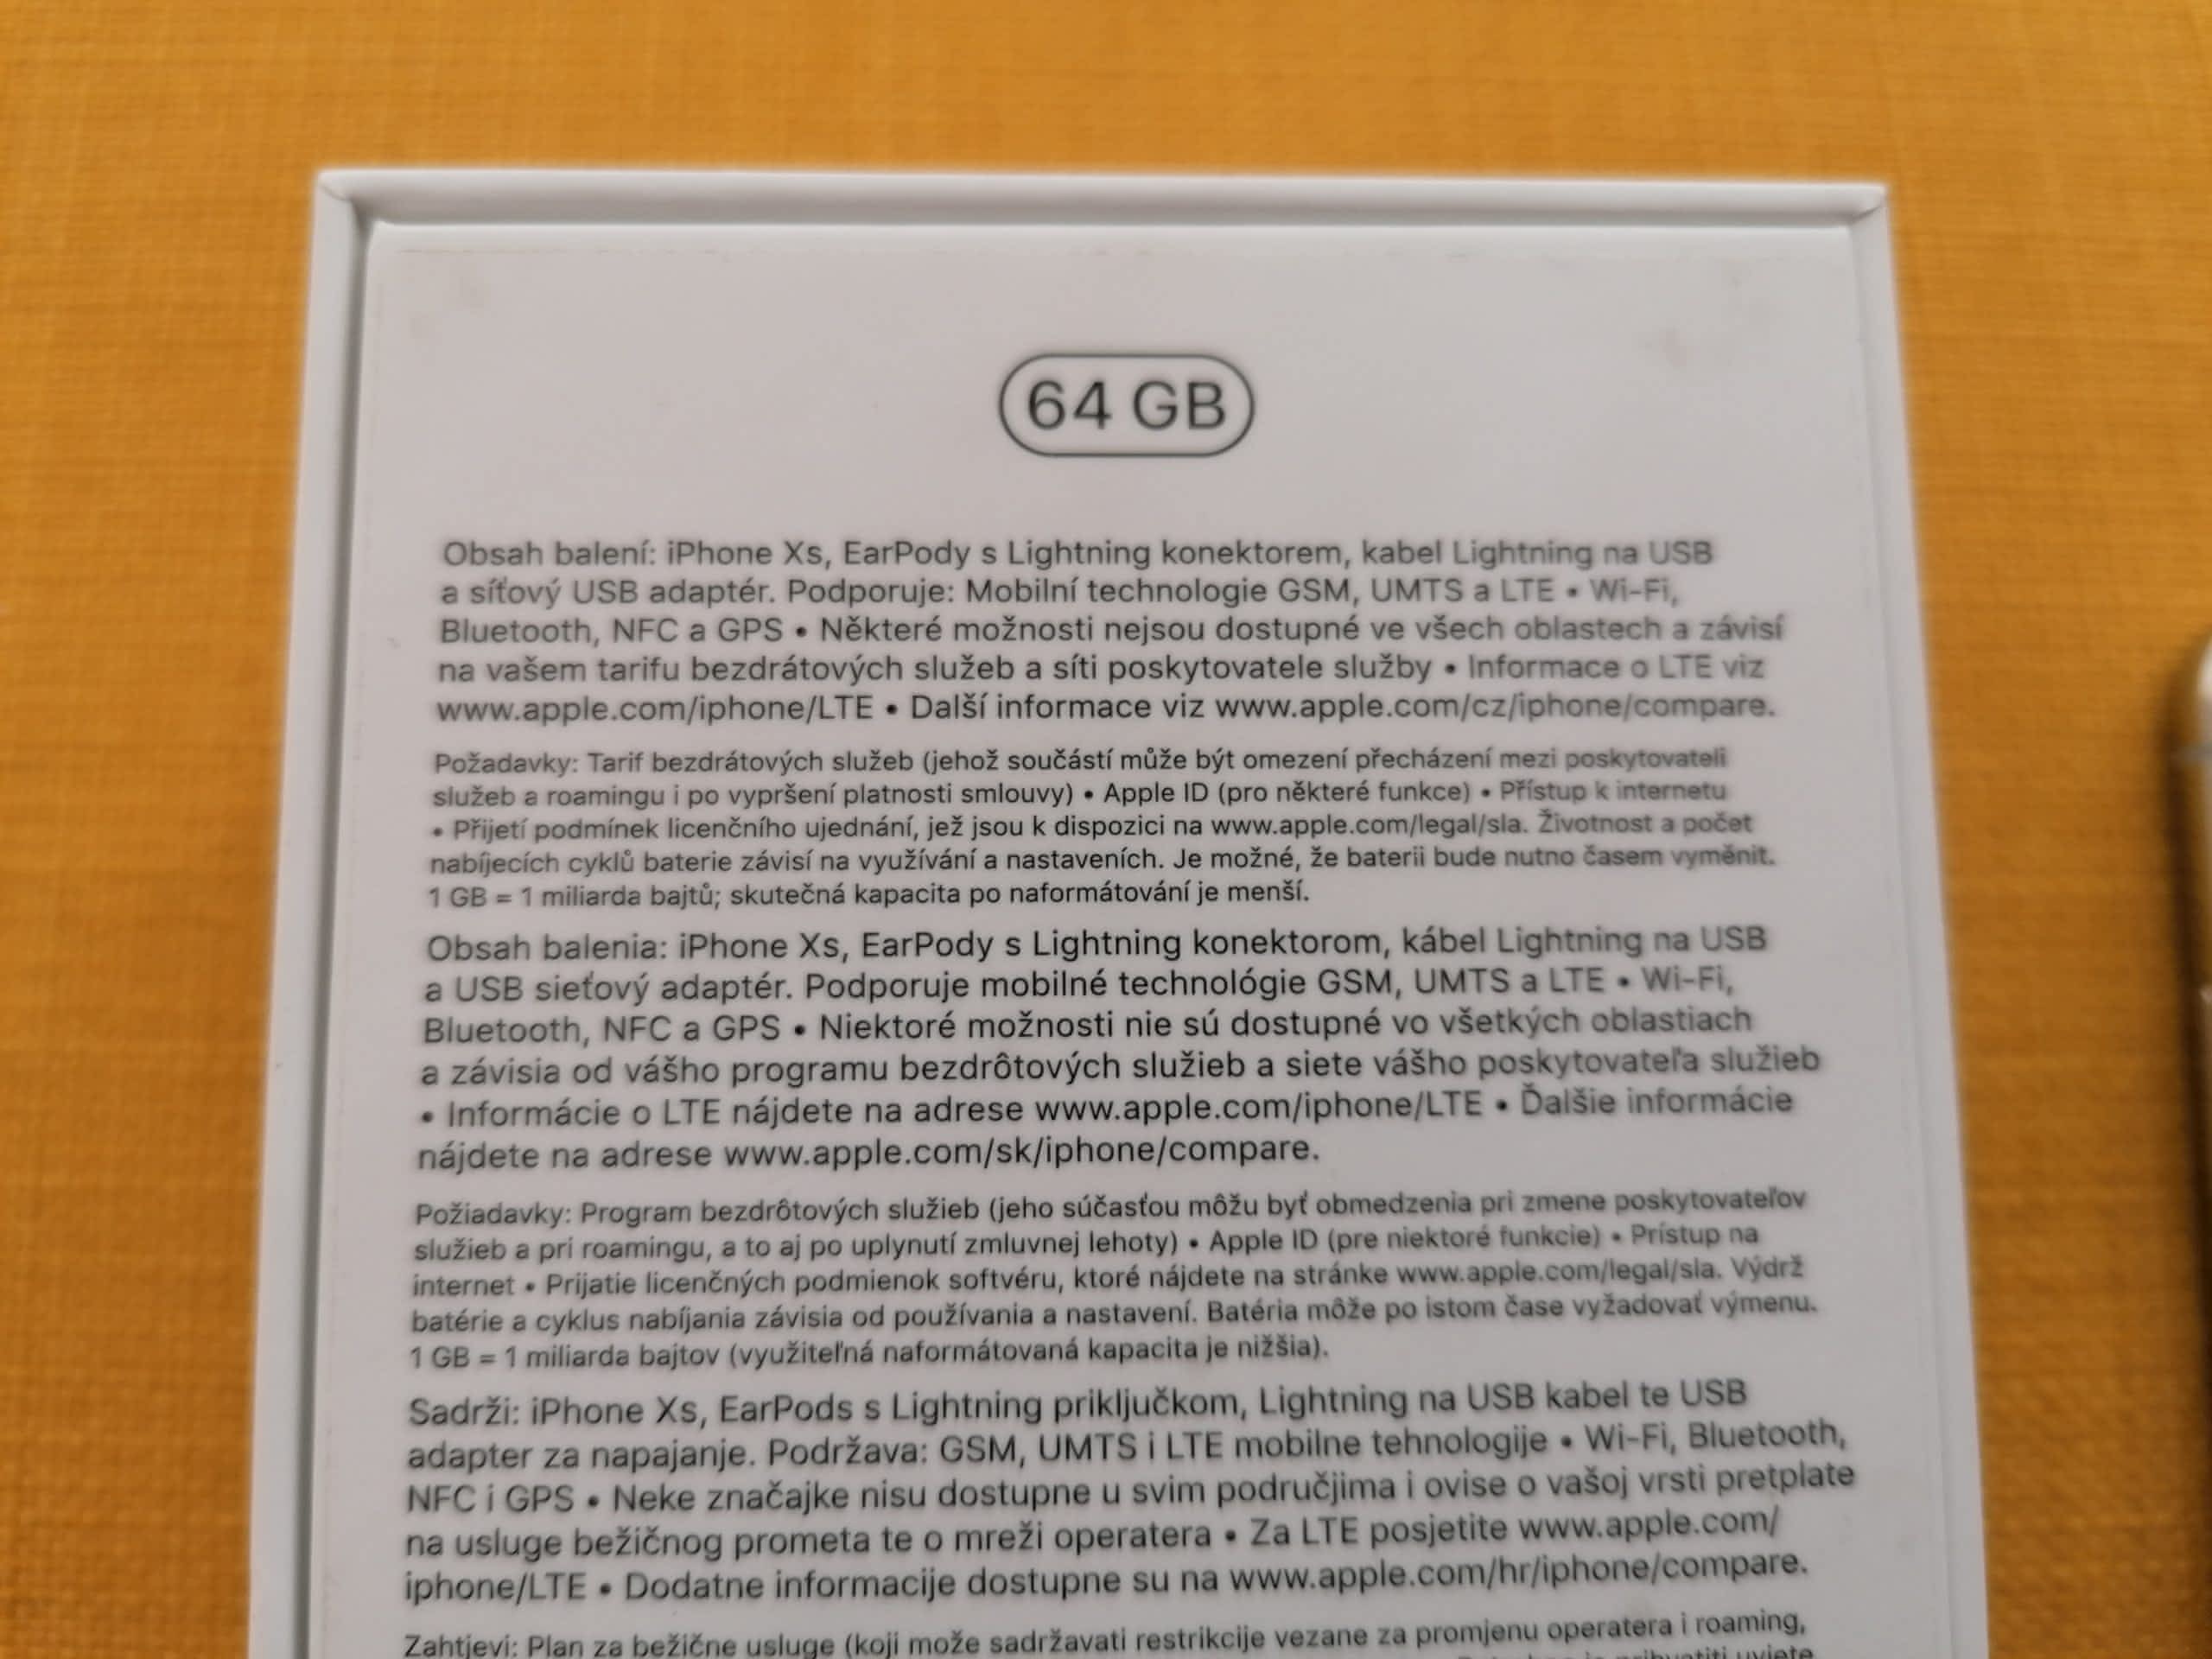 64 GB
Obsah balení: iPhone Xs, EarPody s Lightning konektorem, kabel Lightning na USB
a síťový USB adaptér. Podporuje: Mobilní technologie GSM, UMTS a LTE • Wi-Fi,
Bluetooth, NFC a GPS • Některé možnosti nejsou dostupné ve všech oblastech a závisí
na vašem tarifu bezdrátových služeb a síti poskytovatele služby • Informace o LTE viz
www.apple.com/iphone/LTE • Další informace viz www.apple.com/cz/iphone/compare.
Požadavky: Tarif bezdrátových služeb (jehož součástí může být omezení přecházení mezi poskytovateli
služeb a roamingu i po vypršení platnosti smlouvy) • Apple ID (pro některé funkce) • Přístup k internetu
• Přijetí podmínek licenčního ujednání, jež jsou k dispozici na www.apple.com/legal/sla. Životnost a počet
nabíjecích cyklů baterie závisí na využívání a nastaveních. Je možné, že baterii bude nutno časem vyměnit.
1 GB = 1 miliarda bajtů; skutečná kapacita po naformátování je menší.
Obsah balenia: iPhone Xs, EarPody s Lightning konektorom, kábel Lightning na USB
a USB sieťový adaptér. Podporuje mobilné technológie GSM, UMTS a LTE • Wi-Fi,
Bluetooth, NFC a GPS • Niektoré možnosti nie sú dostupné vo všetkých oblastiach
a závisia od vášho programu bezdrôtových služieb a siete vášho poskytovateľa služieb
• Informácie o LTE nájdete na adrese www.apple.com/iphone/LTE • Ďalšie informácie
nájdete na adrese www.apple.com/sk/iphone/compare.
Požiadavky: Program bezdrôtových služieb (jeho súčasťou môžu byť obmedzenia pri zmene poskytovateľov
služieb a pri roamingu, a to aj po uplynutí zmluvnej lehoty) • Apple ID (pre niektoré funkcie) • Prístup na
internet • Prijatie licenčných podmienok softvéru, ktoré nájdete na stránke www.apple.com/legal/sla. Výdrž
batérie a cyklus nabíjania závisia od používania a nastavení. Batéria môže po istom čase vyžadovať výmenu.
1 GB = 1 miliarda bajtov (využiteľná naformátovaná kapacita je nižšia).
Sadrži: iPhone Xs, EarPods s Lightning priključkom, Lightning na USB kabel te USB
adapter za napajanje. Podržava: GSM, UMTS i LTE mobilne tehnologije • Wi-Fi, Bluetooth,
NFC i GPS • Neke značajke nisu dostupne u svim područjima i ovise o vašoj vrsti pretplate
na usluge bežičnog prometa te o mreži operatera • Za LTE posjetite www.apple.com/
iphone/LTE • Dodatne informacije dostupne su na www.apple.com/hr/iphone/compare.
Zahtjevi: Plan za bežične usluge (koji može sadržavati restrikcije vezane za promjenu operatera i roaming,